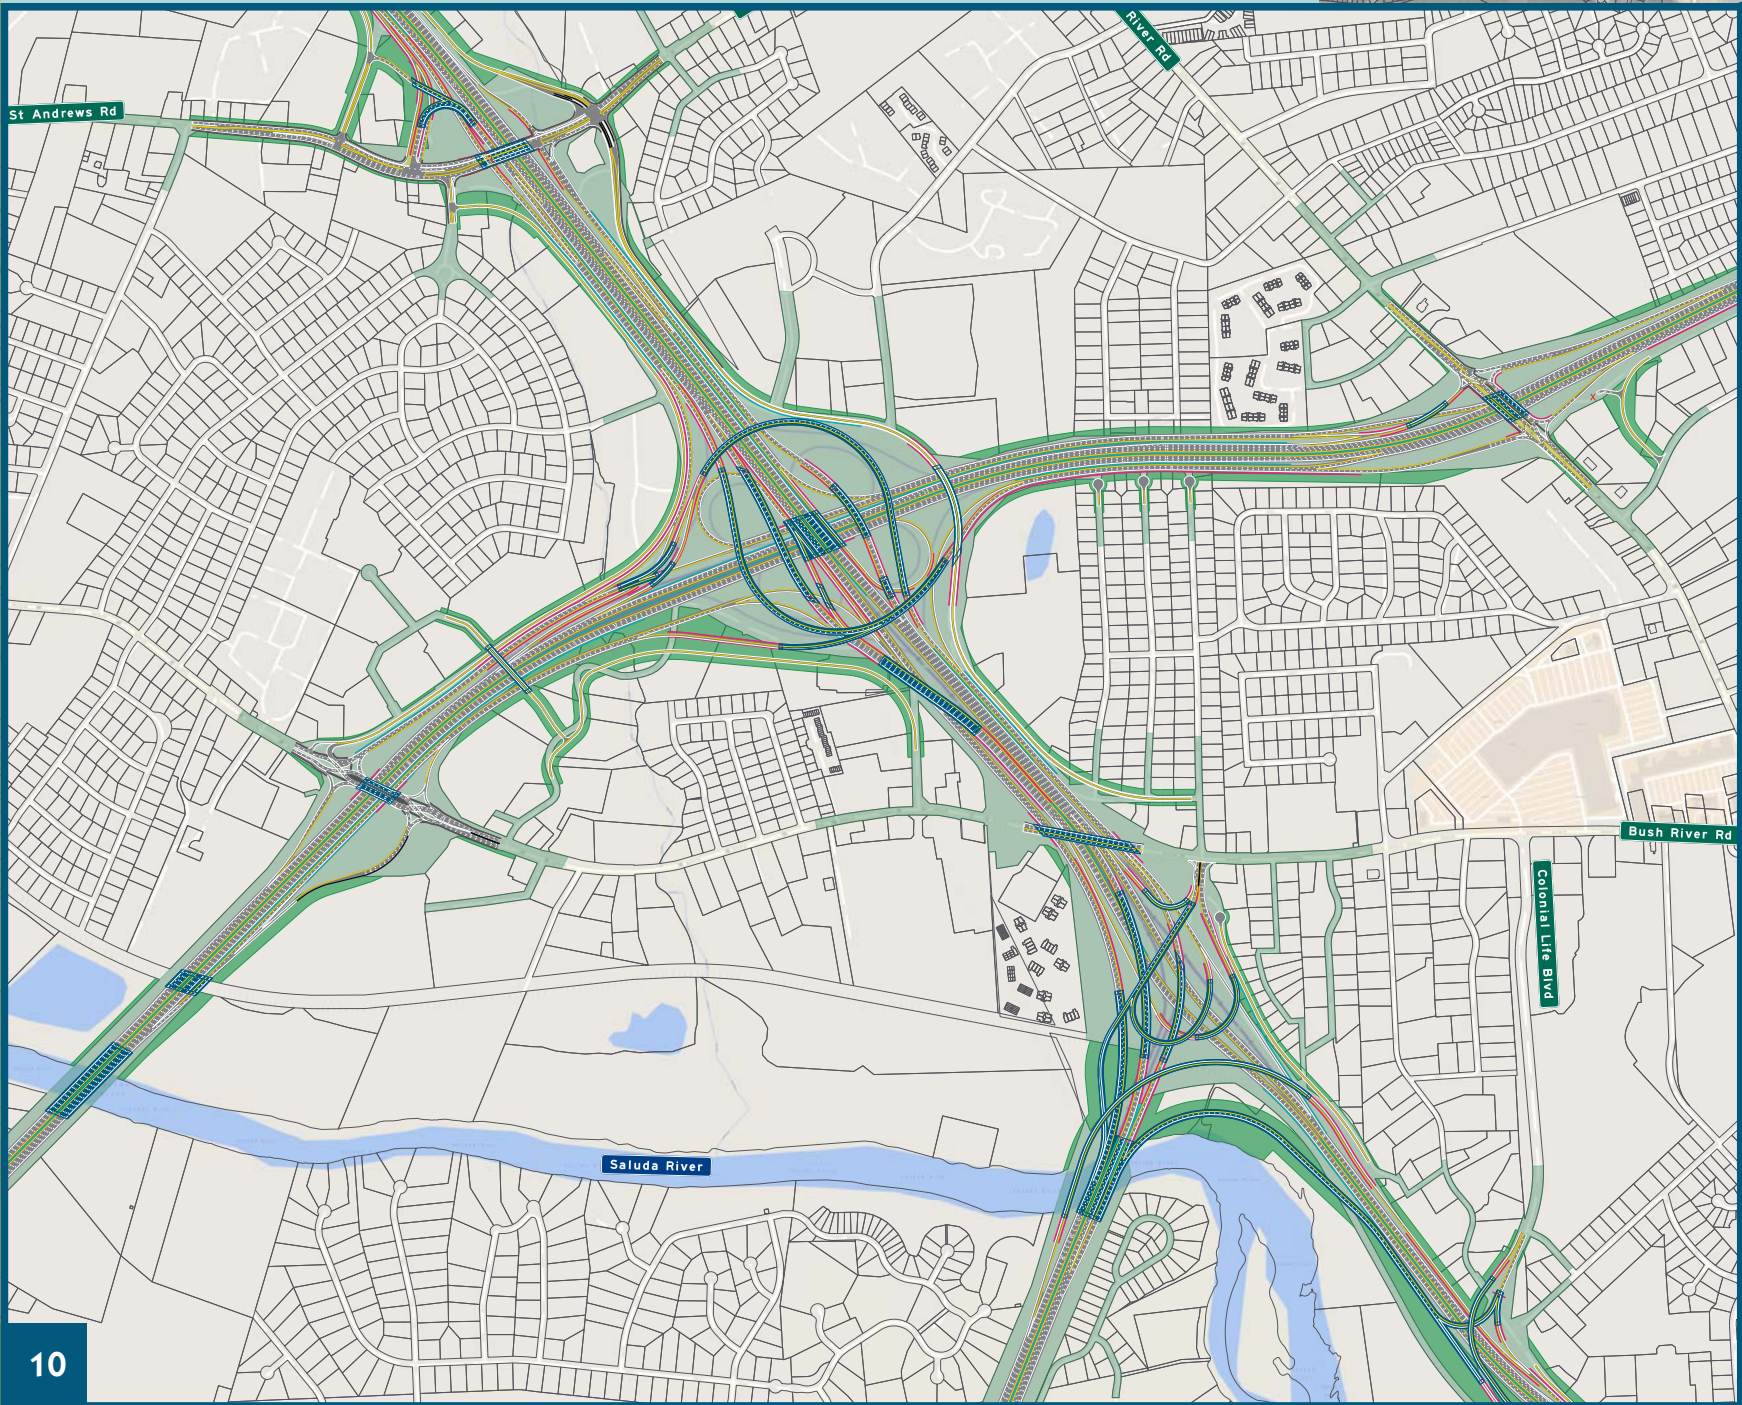 River Rd
St Andrews Rd
x
Bush River Rd
Colonial Life Blvd
Saluda River
10